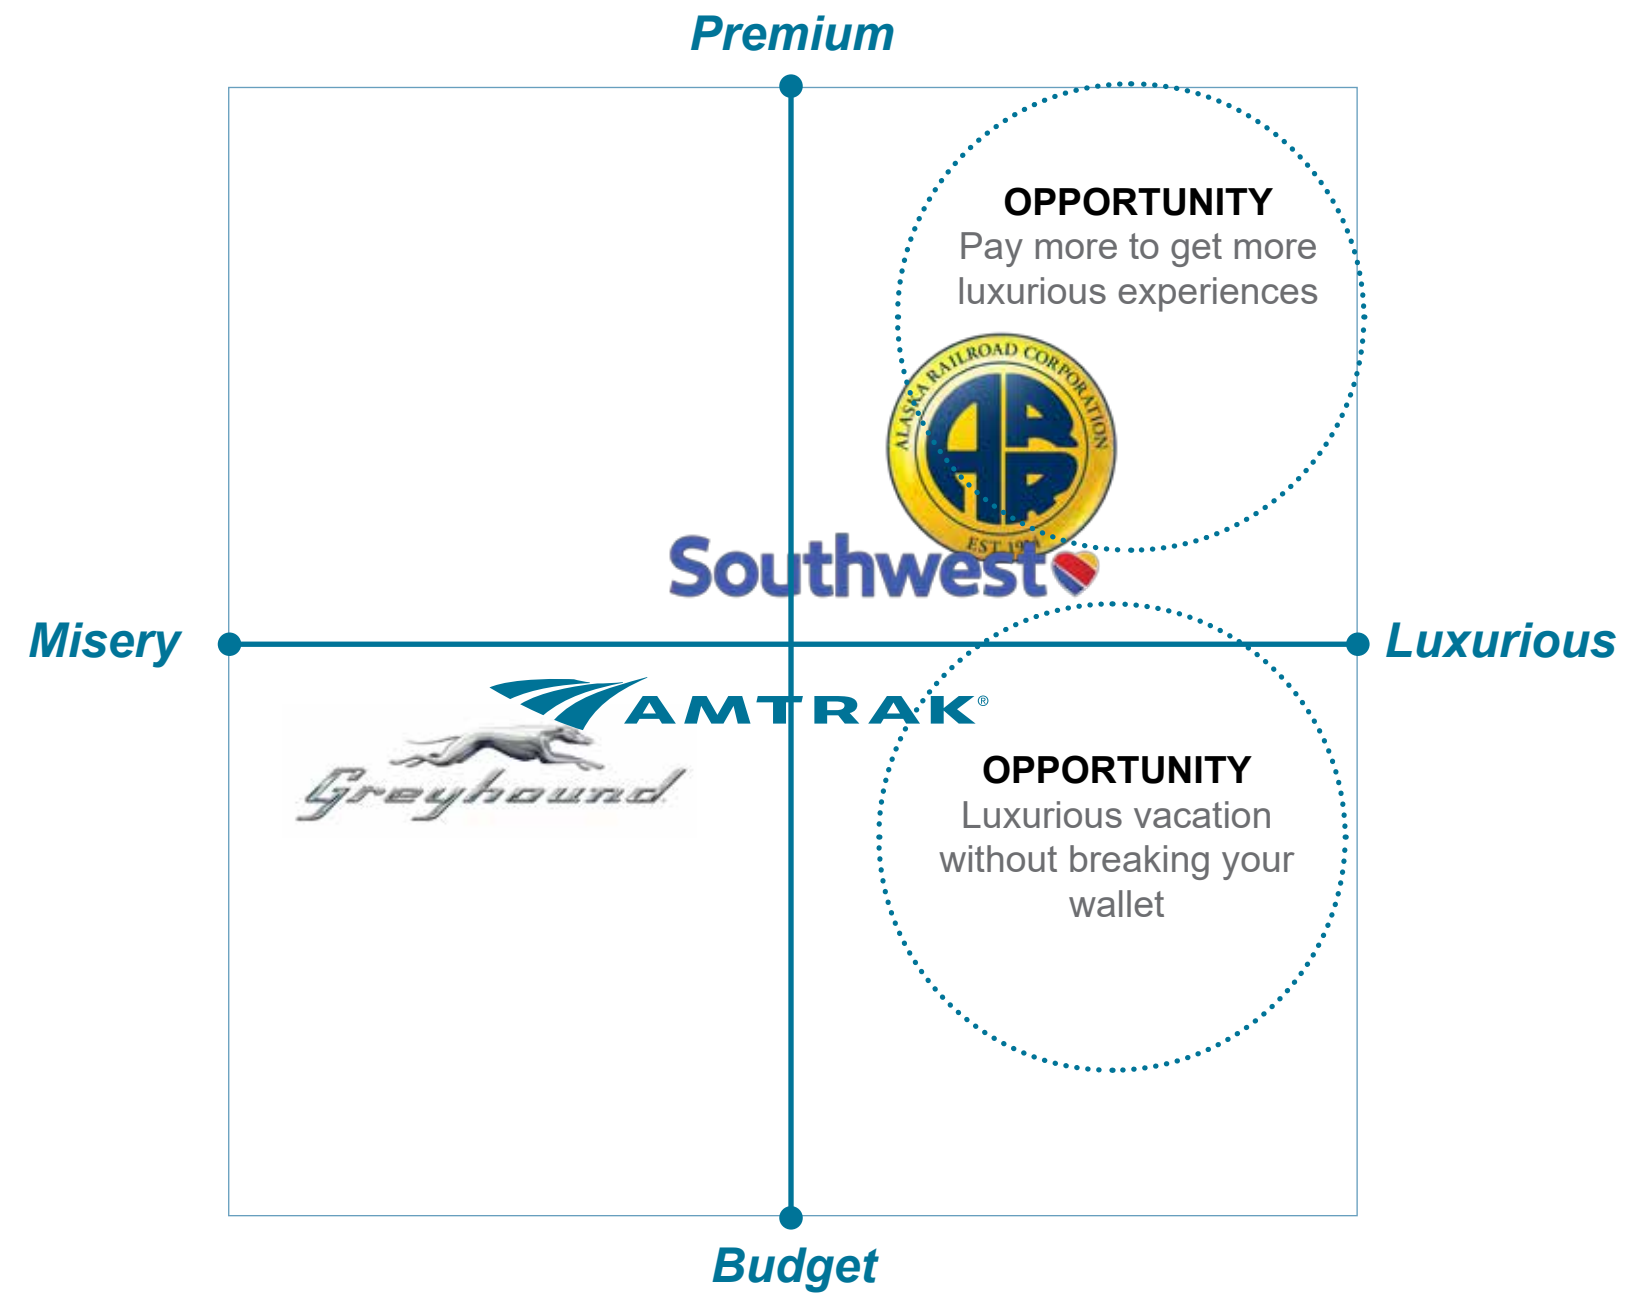 Premium
OPPORTUNITY
Pay more to get more
luxurious experiences
ALASKA RAILROAD CORPORATION
ARRR
Southwest
Misery
Luxurious
AMTRAK®
Greyhound
OPPORTUNITY
Luxurious vacation
without breaking your
wallet
Budget